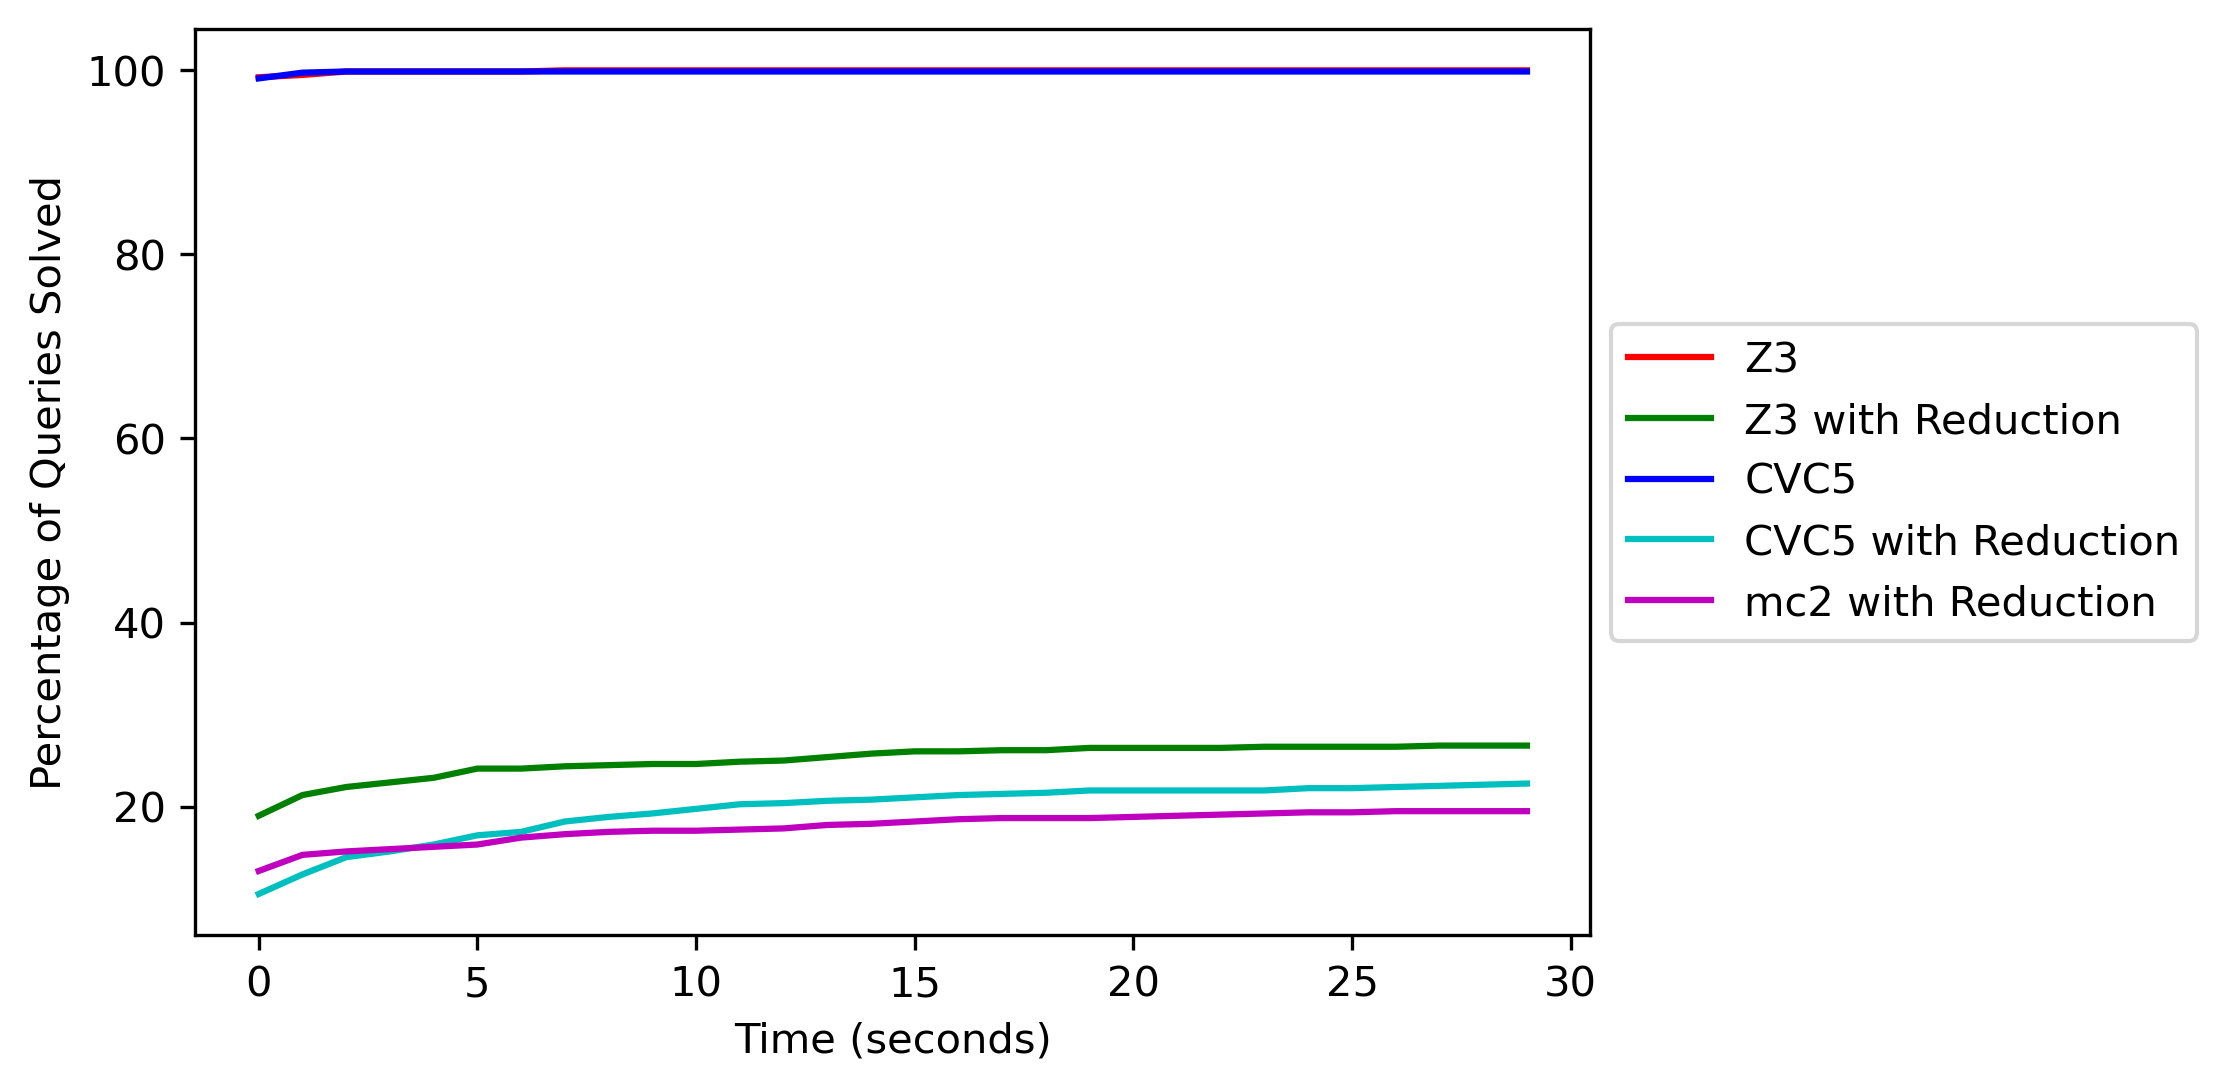 Percentage of Queries Solved
100
80
60
40
20
0
5
10
15
20
25
30
Time (seconds)
Z3
Z3 with Reduction
CVC5
CVC5 with Reduction
mc2 with Reduction